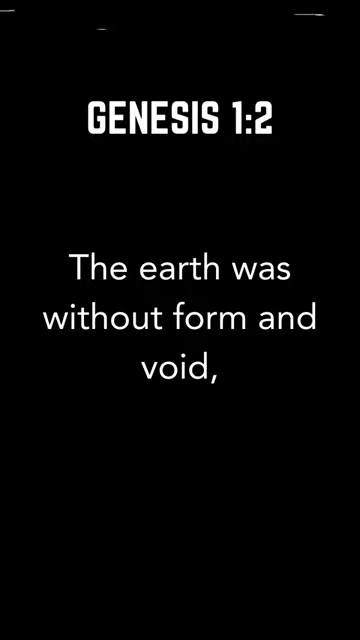 GENESIS 1:2
The earth was
without form and
void,